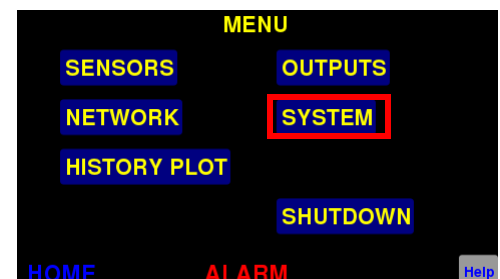 MENU
SENSORS OUTPUTS
NETWORK SYSTEM
HISTORY PLOT
SHUTDOWN
HOME ALARM Help